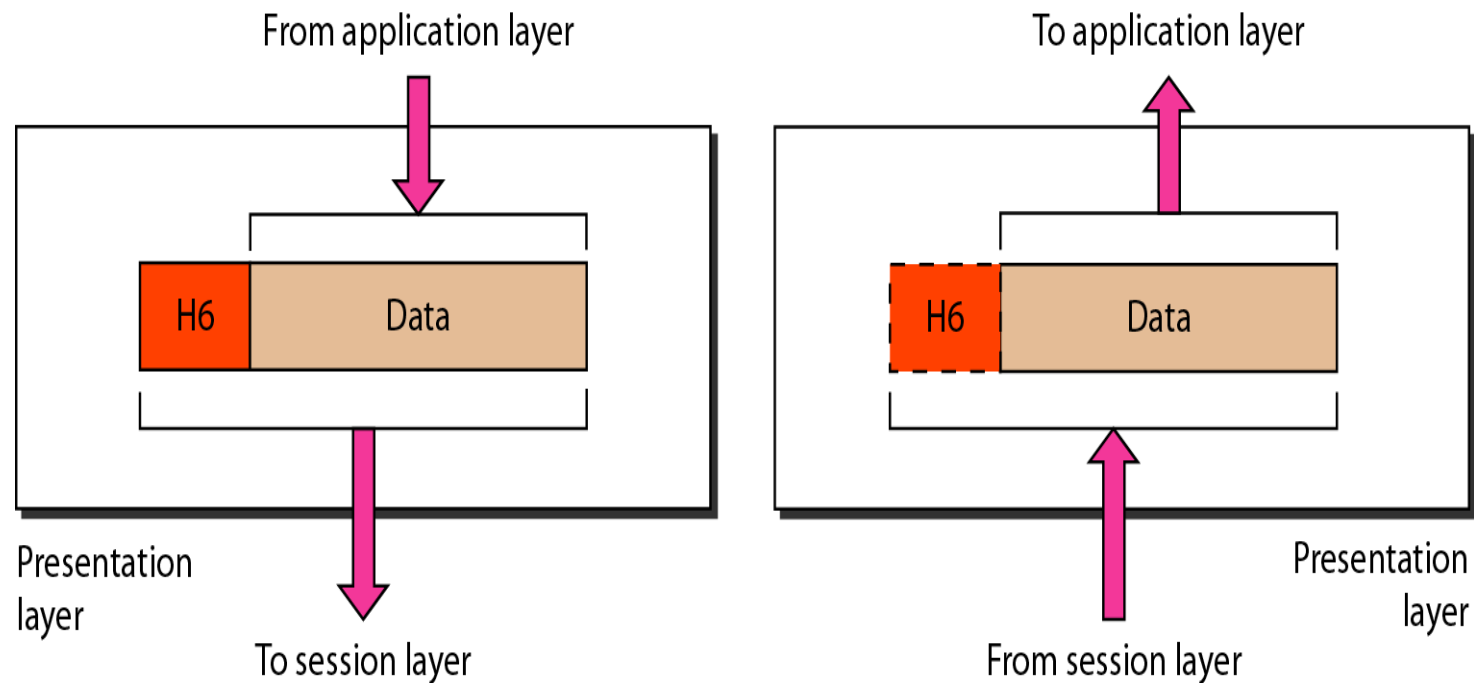 From application layer
H6 Data
Presentation
layer
To session layer
To application layer
H6 Data
Presentation
layer
From session layer